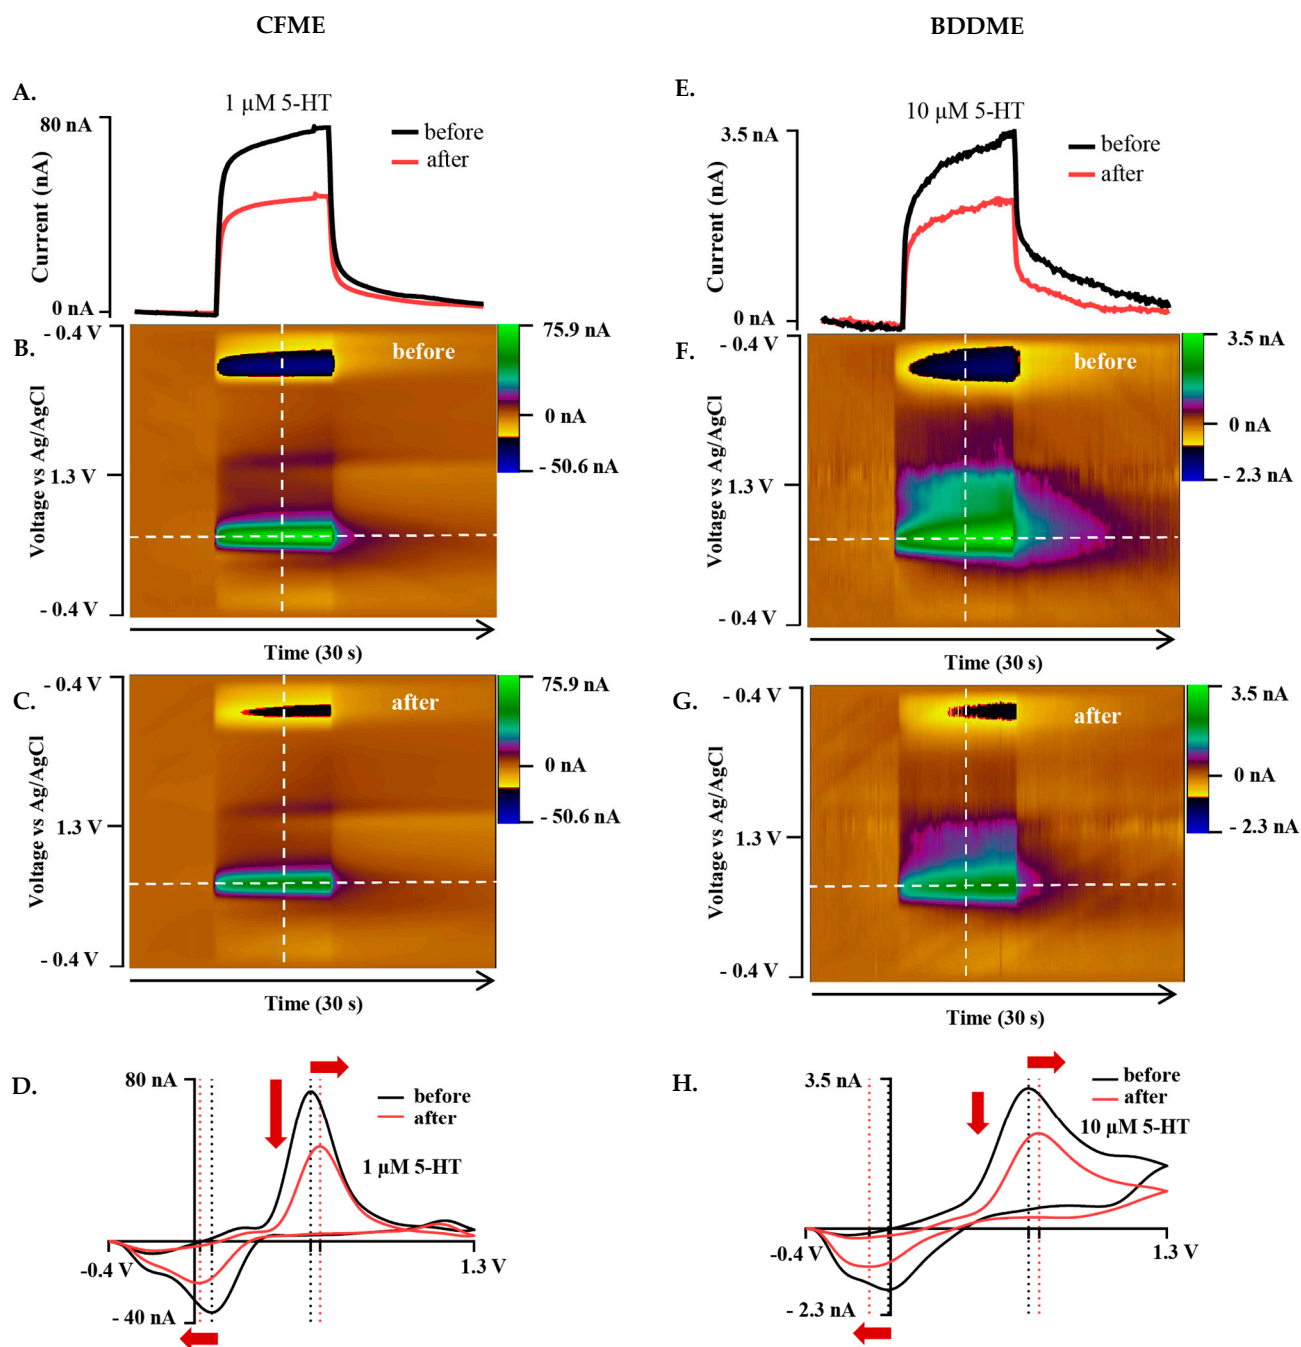 CFME
A.
1 µM 5-HT
80 nA
before
after
Current (nA)
0 nA
B.
- 0.4 V
before
75.9 nA
0 nA
- 50.6 nA
Voltage vs Ag/AgCl
1.3 V
- 0.4 V
Time (30 s)
C.
- 0.4 V
after
75.9 nA
0 nA
- 50.6 nA
Voltage vs Ag/AgCl
1.3 V
- 0.4 V
Time (30 s)
D.
80 nA
before
after
1 µM 5-HT
-0.4 V
1.3 V
- 40 nA
BDDME
E.
10 µM 5-HT
3.5 nA
before
after
Current (nA)
0 nA
F.
- 0.4 V
before
3.5 nA
0 nA
- 2.3 nA
Voltage vs Ag/AgCl
1.3 V
- 0.4 V
Time (30 s)
G.
- 0.4 V
after
3.5 nA
0 nA
- 2.3 nA
Voltage vs Ag/AgCl
1.3 V
- 0.4 V
Time (30 s)
H.
3.5 nA
before
after
10 µM 5-HT
-0.4 V
1.3 V
- 2.3 nA